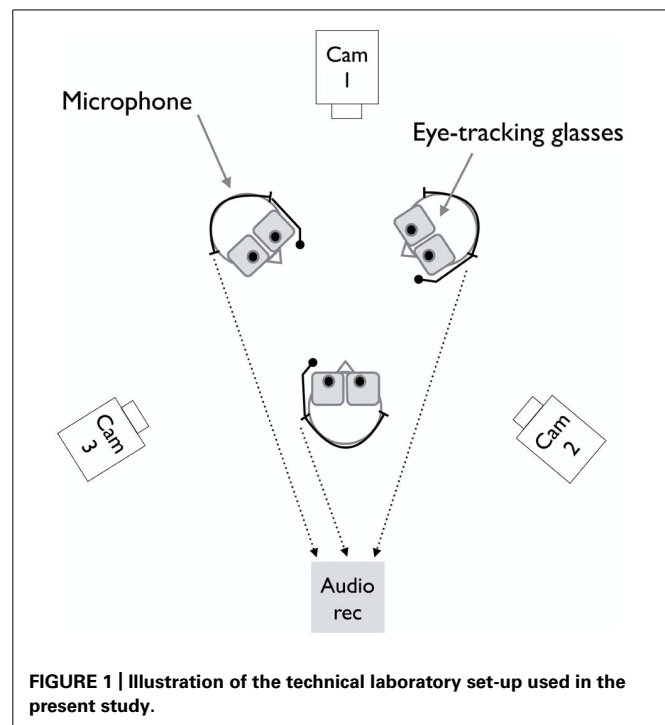 Cam
1
Microphone
Eye-tracking glasses
Cam
3
Cam
2
Audio
rec
FIGURE 1 | Illustration of the technical laboratory set-up used in the
present study.